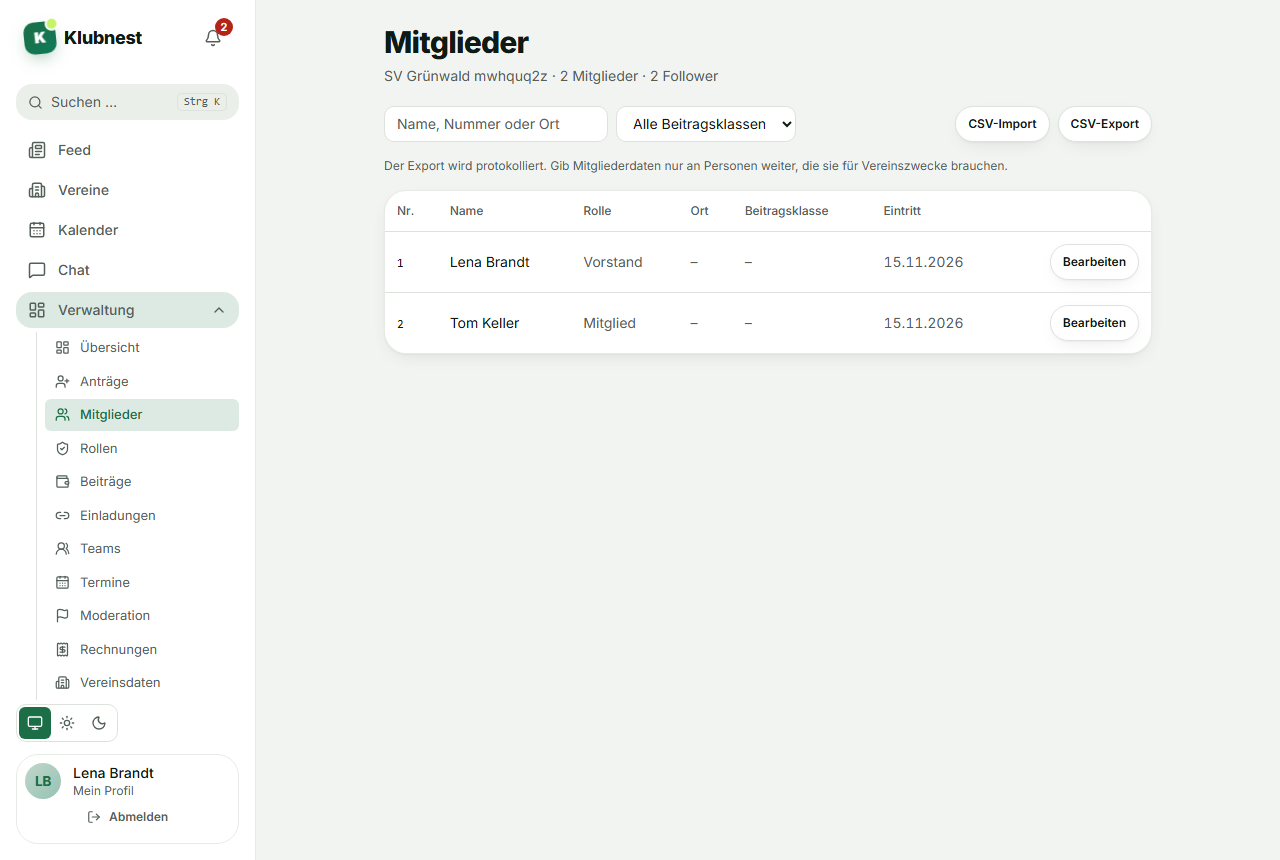 K Klubnest 2
Suchen ... Strg K
Feed
Vereine
Kalender
Chat
Verwaltung
Übersicht
Anträge
Mitglieder
Rollen
Beiträge
Einladungen
Teams
Termine
Moderation
Rechnungen
Vereinsdaten
LB Lena Brandt
Mein Profil
Abmelden
Mitglieder
SV Grünwald mwhquq2z · 2 Mitglieder · 2 Follower
Name, Nummer oder Ort Alle Beitragsklassen CSV-Import CSV-Export
Der Export wird protokolliert. Gib Mitgliederdaten nur an Personen weiter, die sie für Vereinszwecke brauchen.
Nr. Name Rolle Ort Beitragsklasse Eintritt
1 Lena Brandt Vorstand – – 15.11.2026 Bearbeiten
2 Tom Keller Mitglied – – 15.11.2026 Bearbeiten